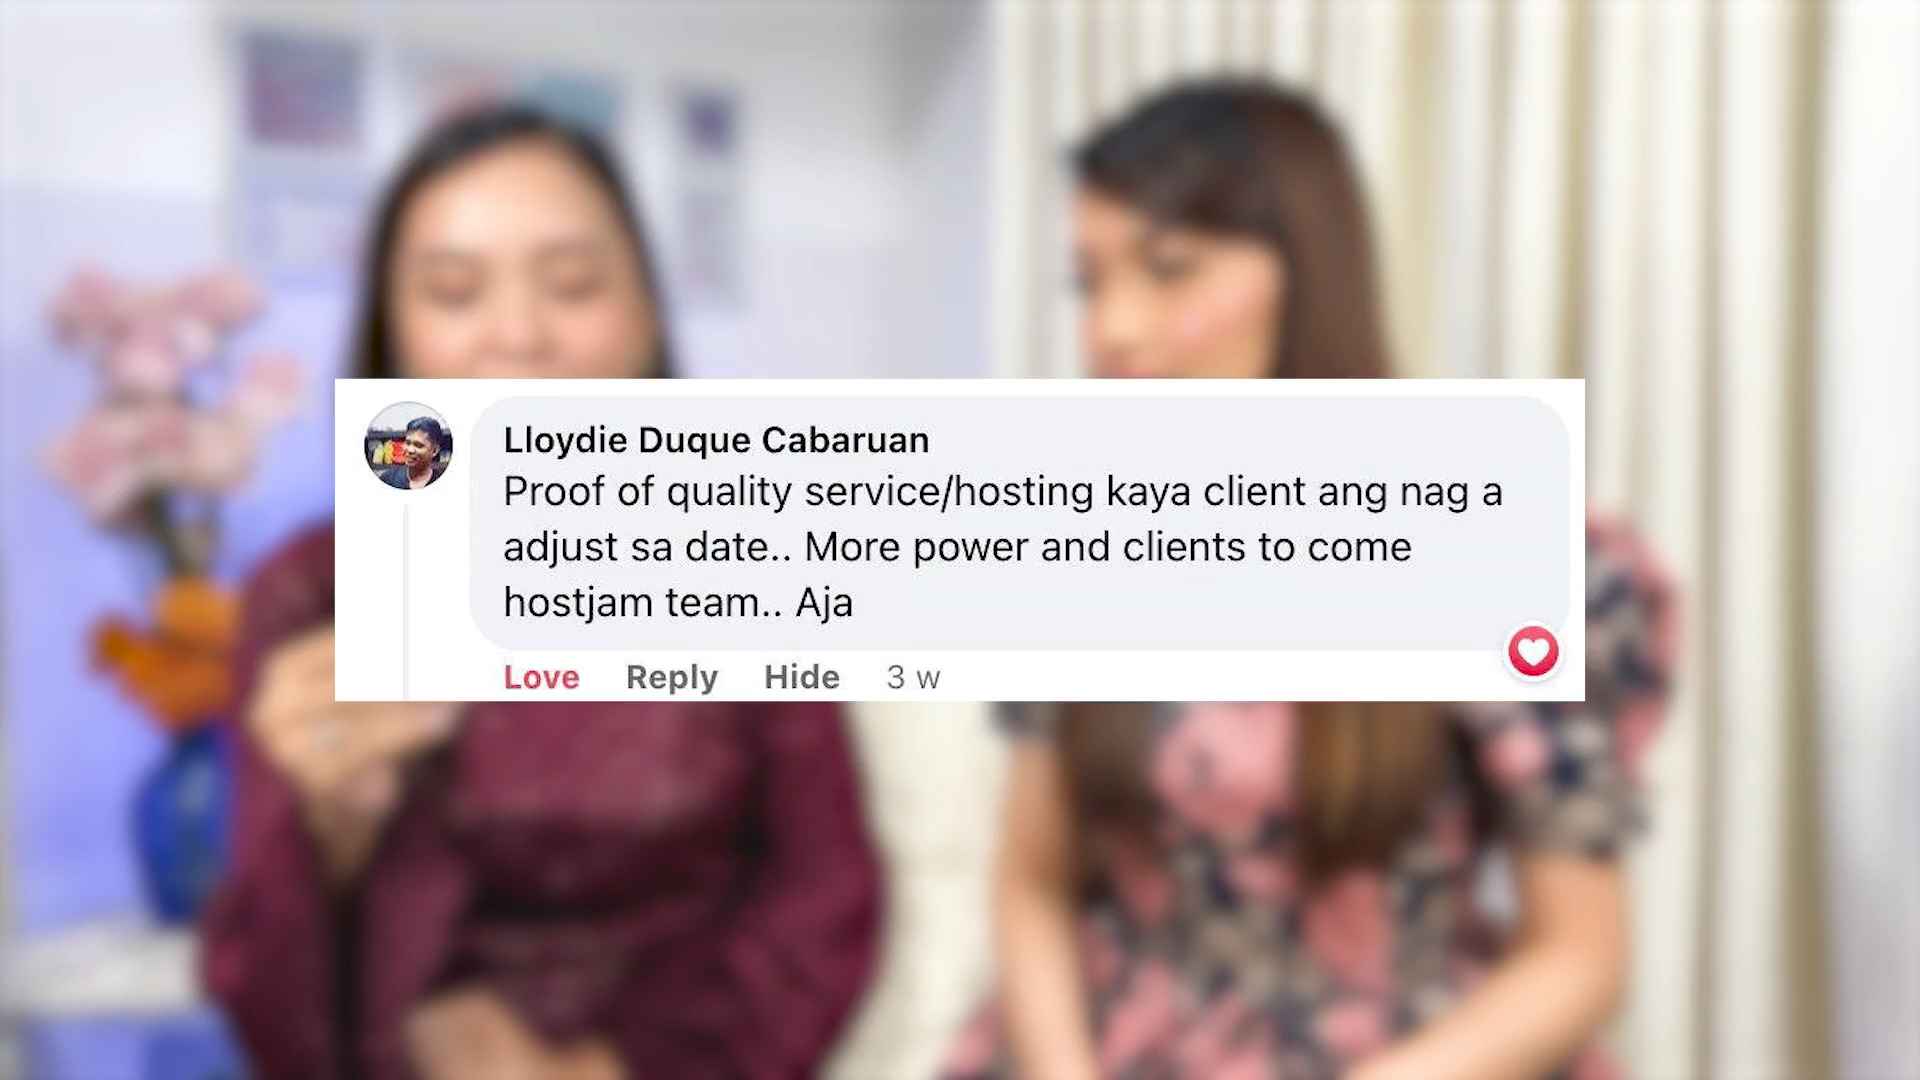 Lloydie Duque Cabaruan
Proof of quality service/hosting kaya client ang nag a
adjust sa date.. More power and clients to come
hostjam team.. Aja
Love Reply Hide 3 w